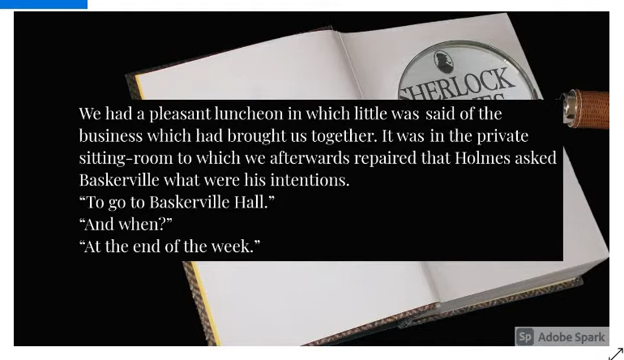 SHERLOCK
We had a pleasant luncheon in which little was said of the
business which had brought us together. It was in the private
sitting-room to which we afterwards repaired that Holmes asked
Baskerville what were his intentions.
“To go to Baskerville Hall.”
“And when?”
“At the end of the week.”
Sp Adobe Spark